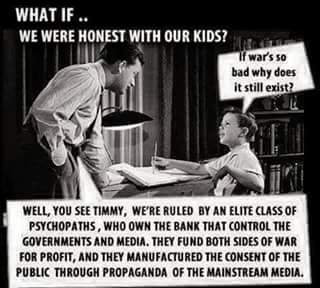 WHAT IF ..
WE WERE HONEST WITH OUR KIDS?
If war's so
bad why does
it still exist?
WELL, YOU SEE TIMMY, WE'RE RULED BY AN ELITE CLASS OF
PSYCHOPATHS , WHO OWN THE BANK THAT CONTROL THE
GOVERNMENTS AND MEDIA. THEY FUND BOTH SIDES OF WAR
FOR PROFIT, AND THEY MANUFACTURED THE CONSENT OF THE
PUBLIC THROUGH PROPAGANDA OF THE MAINSTREAM MEDIA.